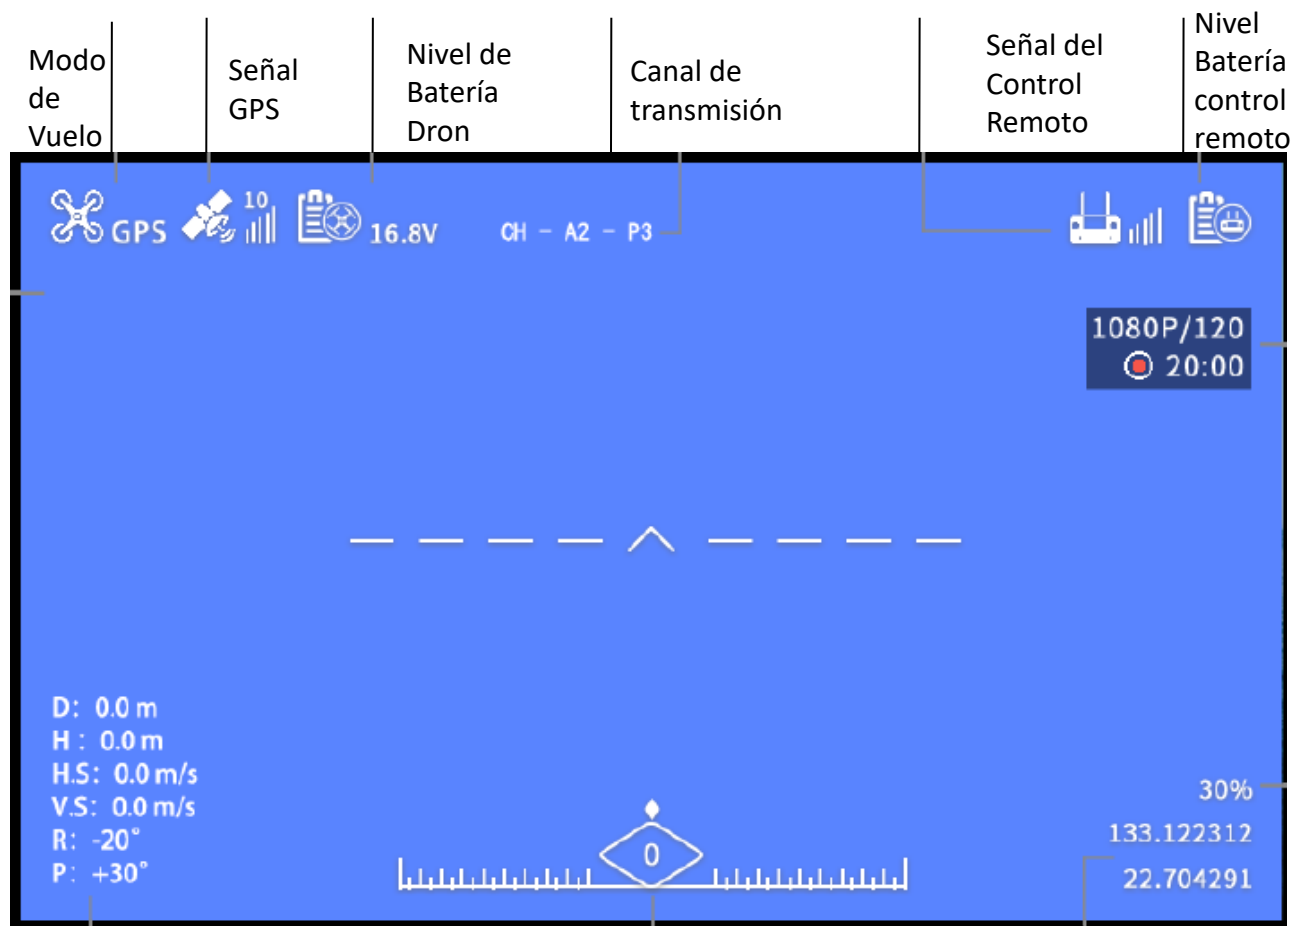 Modo
de
Vuelo
Señal
GPS
Nivel de
Batería
Dron
Canal de
transmisión
Señal del
Control
Remoto
Nivel
Batería
control
remoto
GPS
10
16.8V
CH - A2 - P3
1080P/120
20:00
D: 0.0 m
H : 0.0 m
H.S: 0.0 m/s
V.S: 0.0 m/s
R: -20°
P: +30°
0
30%
133.122312
22.704291